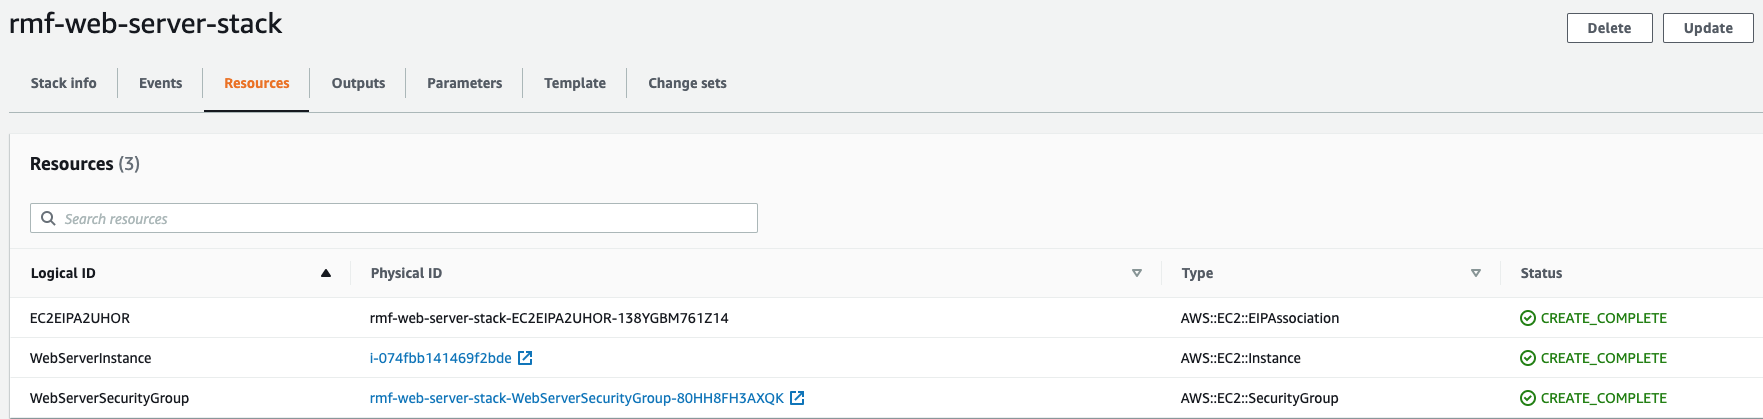 rmf-web-server-stack
Delete Update
Stack info Events Resources Outputs Parameters Template Change sets
Resources (3)
Search resources
Logical ID Physical ID Type Status
EC2EIPA2UHOR rmf-web-server-stack-EC2EIPA2UHOR-138YGBM761Z14 AWS::EC2::EIPAssociation CREATE_COMPLETE
WebServerInstance i-074fbb141469f2bde AWS::EC2::Instance CREATE_COMPLETE
WebServerSecurityGroup rmf-web-server-stack-WebServerSecurityGroup-80HH8FH3AXQK AWS::EC2::SecurityGroup CREATE_COMPLETE